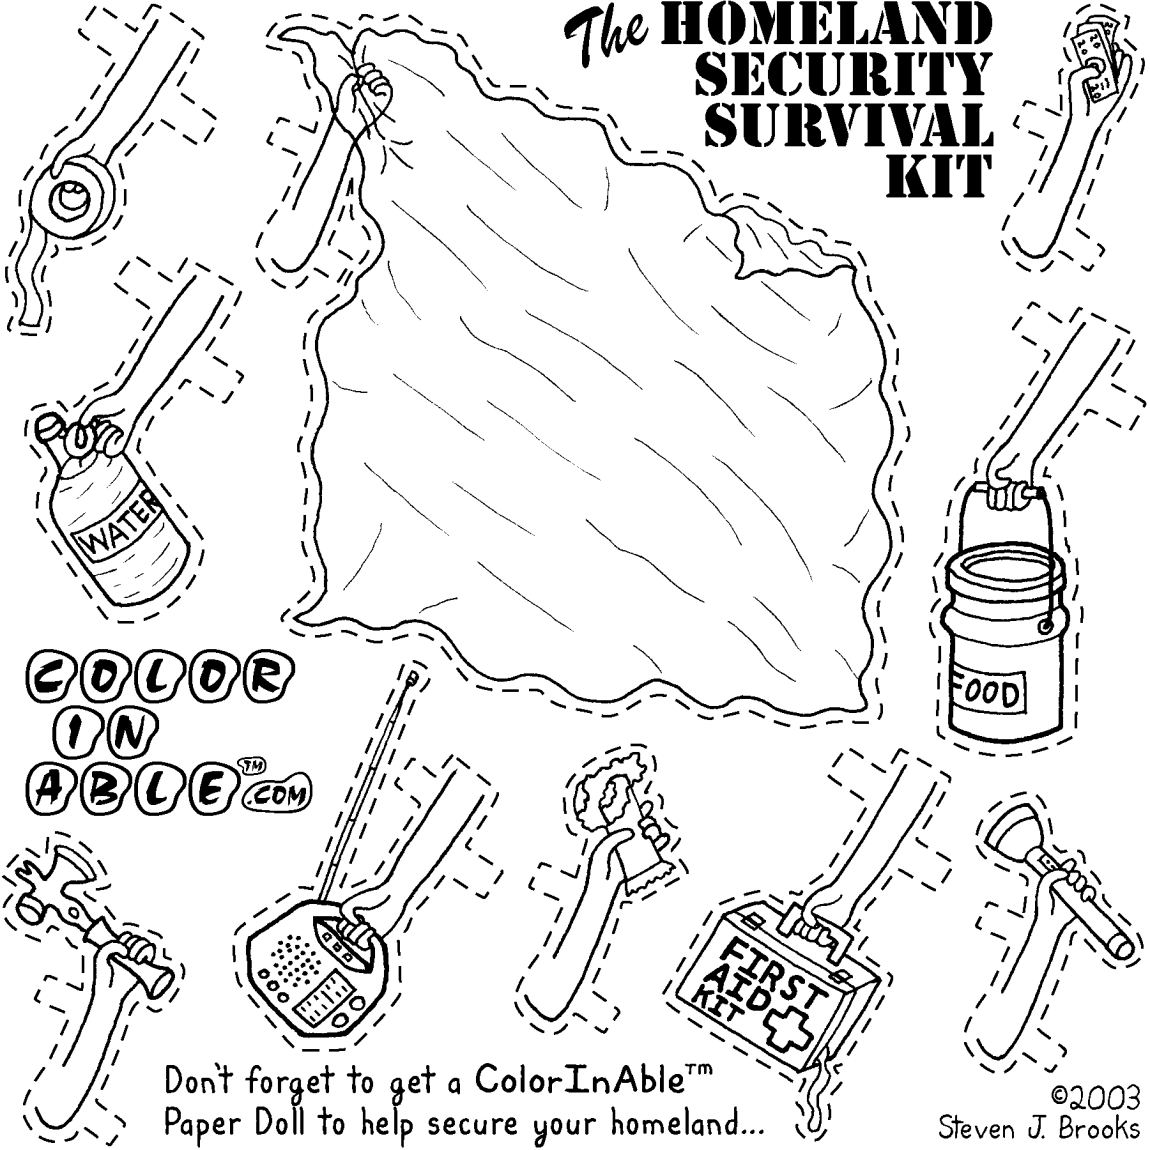 The HOMELAND
SECURITY
SURVIVAL
KIT
WATER
FOOD
COLOR
IN
ABLE™
.COM
FIRST
AID
KIT
Don't forget to get a ColorInAble™
Paper Doll to help secure your homeland...
©2003
Steven J. Brooks